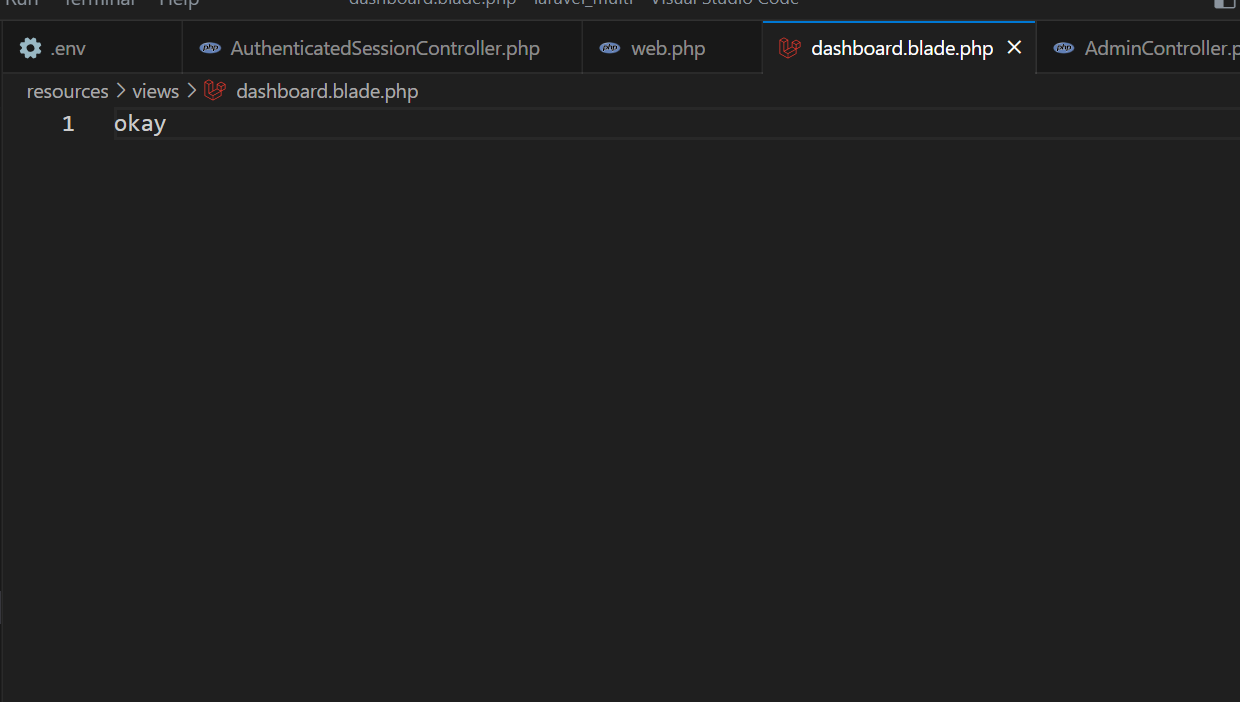 Run Terminal Help dashboard.blade.php - laravel_multi - Visual Studio Code
.env AuthenticatedSessionController.php web.php dashboard.blade.php AdminController.p
resources > views > dashboard.blade.php
1 okay